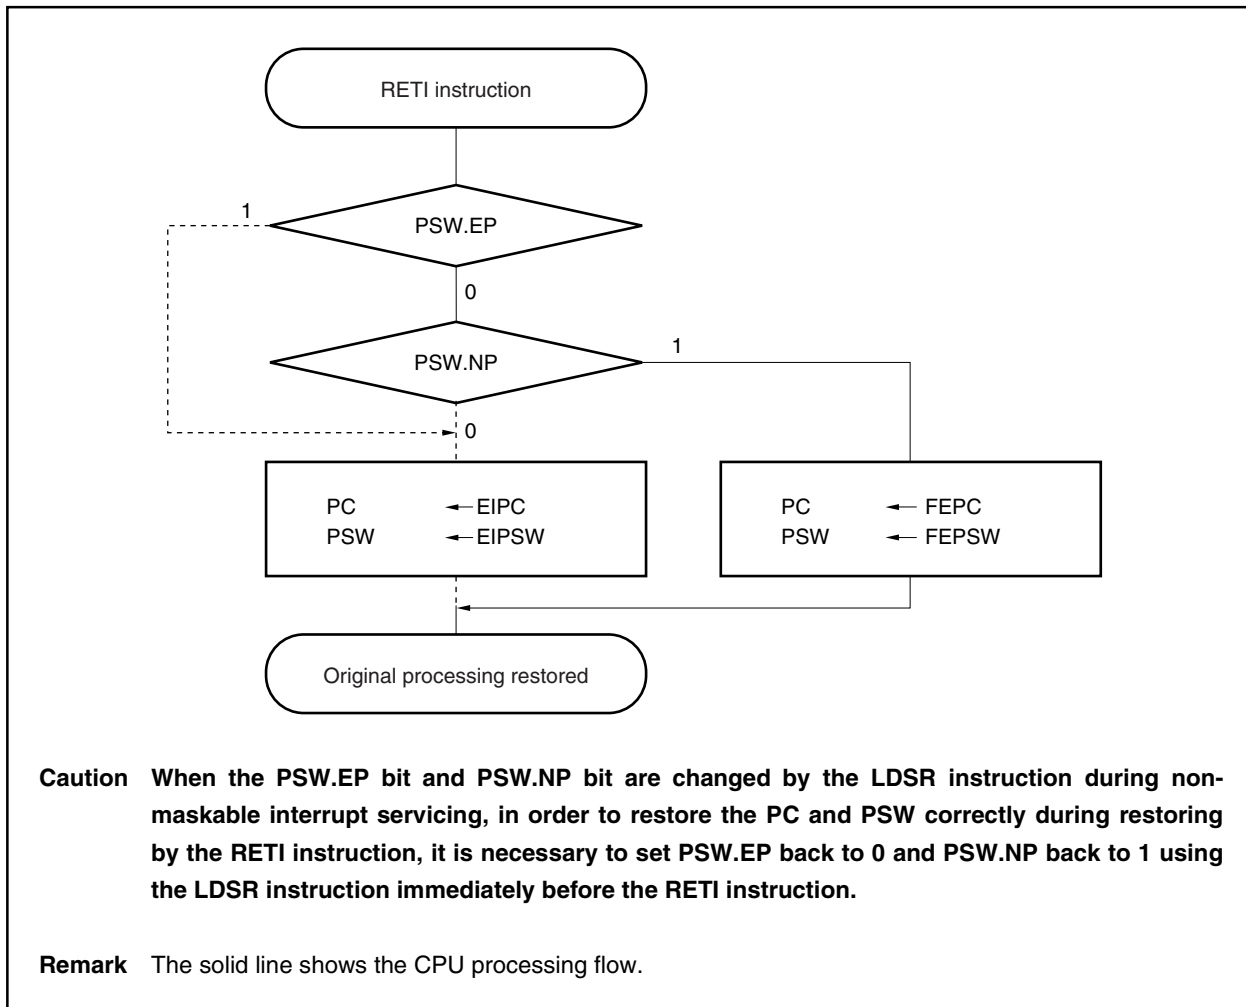 RETI instruction
1
PSW.EP
0
PSW.NP
1
0
PC ← EIPC
PSW ← EIPSW
PC ← FEPC
PSW ← FEPSW
Original processing restored
Caution When the PSW.EP bit and PSW.NP bit are changed by the LDSR instruction during non-
maskable interrupt servicing, in order to restore the PC and PSW correctly during restoring
by the RETI instruction, it is necessary to set PSW.EP back to 0 and PSW.NP back to 1 using
the LDSR instruction immediately before the RETI instruction.
Remark The solid line shows the CPU processing flow.